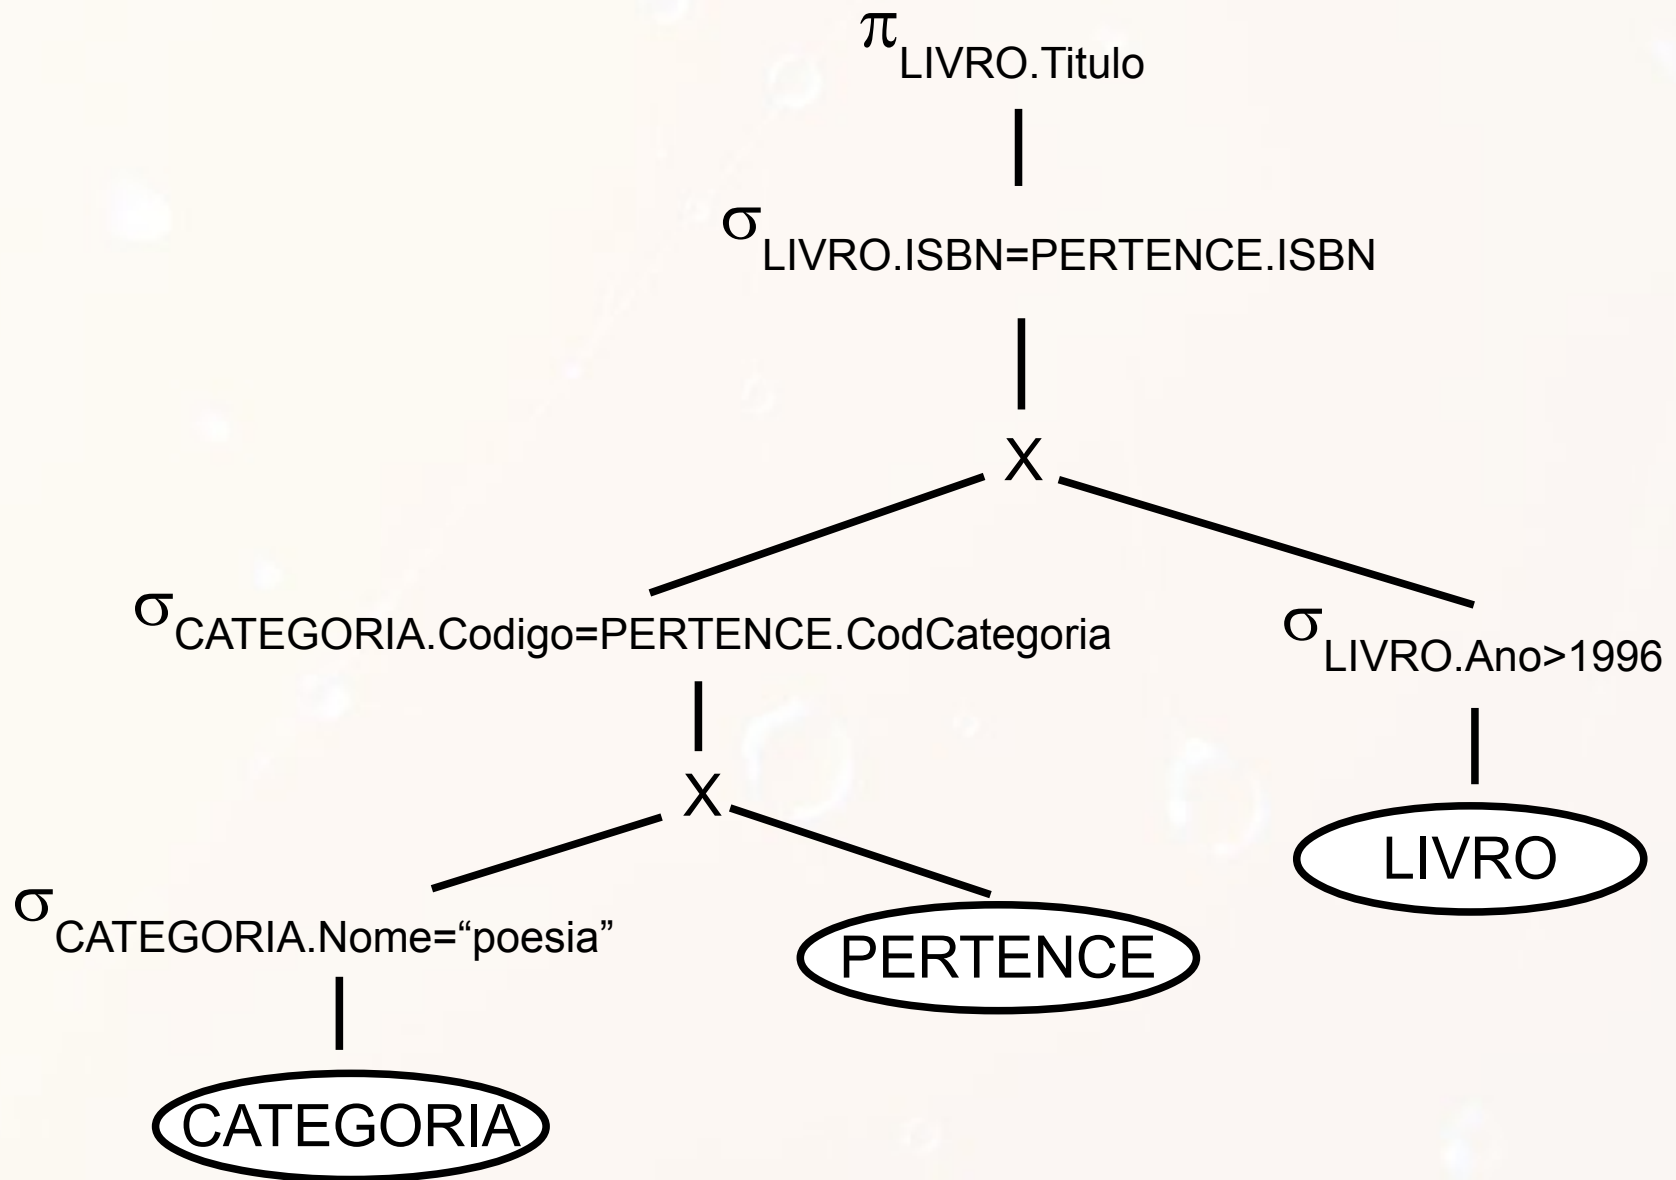 π LIVRO.Titulo
σ LIVRO.ISBN=PERTENCE.ISBN
X
σ CATEGORIA.Codigo=PERTENCE.CodCategoria
σ LIVRO.Ano>1996
X
LIVRO
σ CATEGORIA.Nome=“poesia”
PERTENCE
CATEGORIA